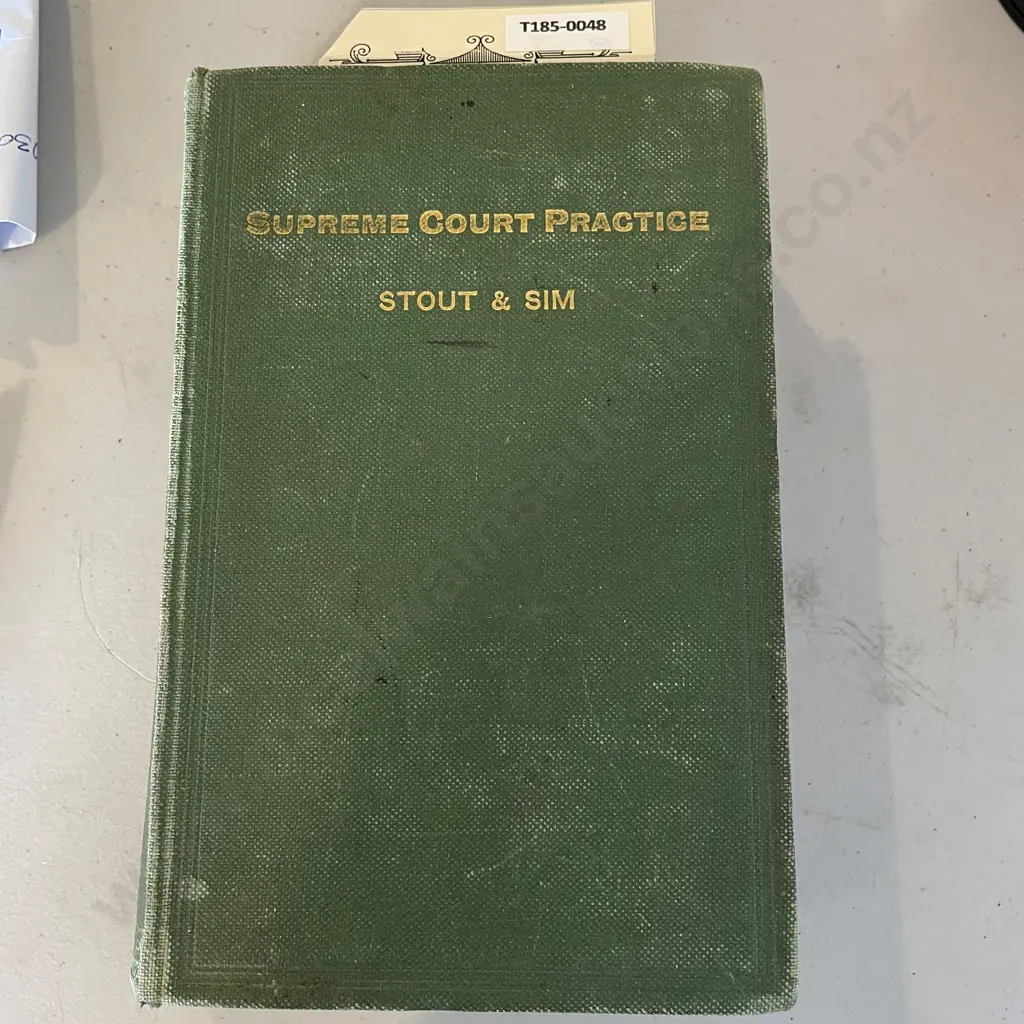 T185-0048
SUPREME COURT PRACTICE
STOUT & SIM